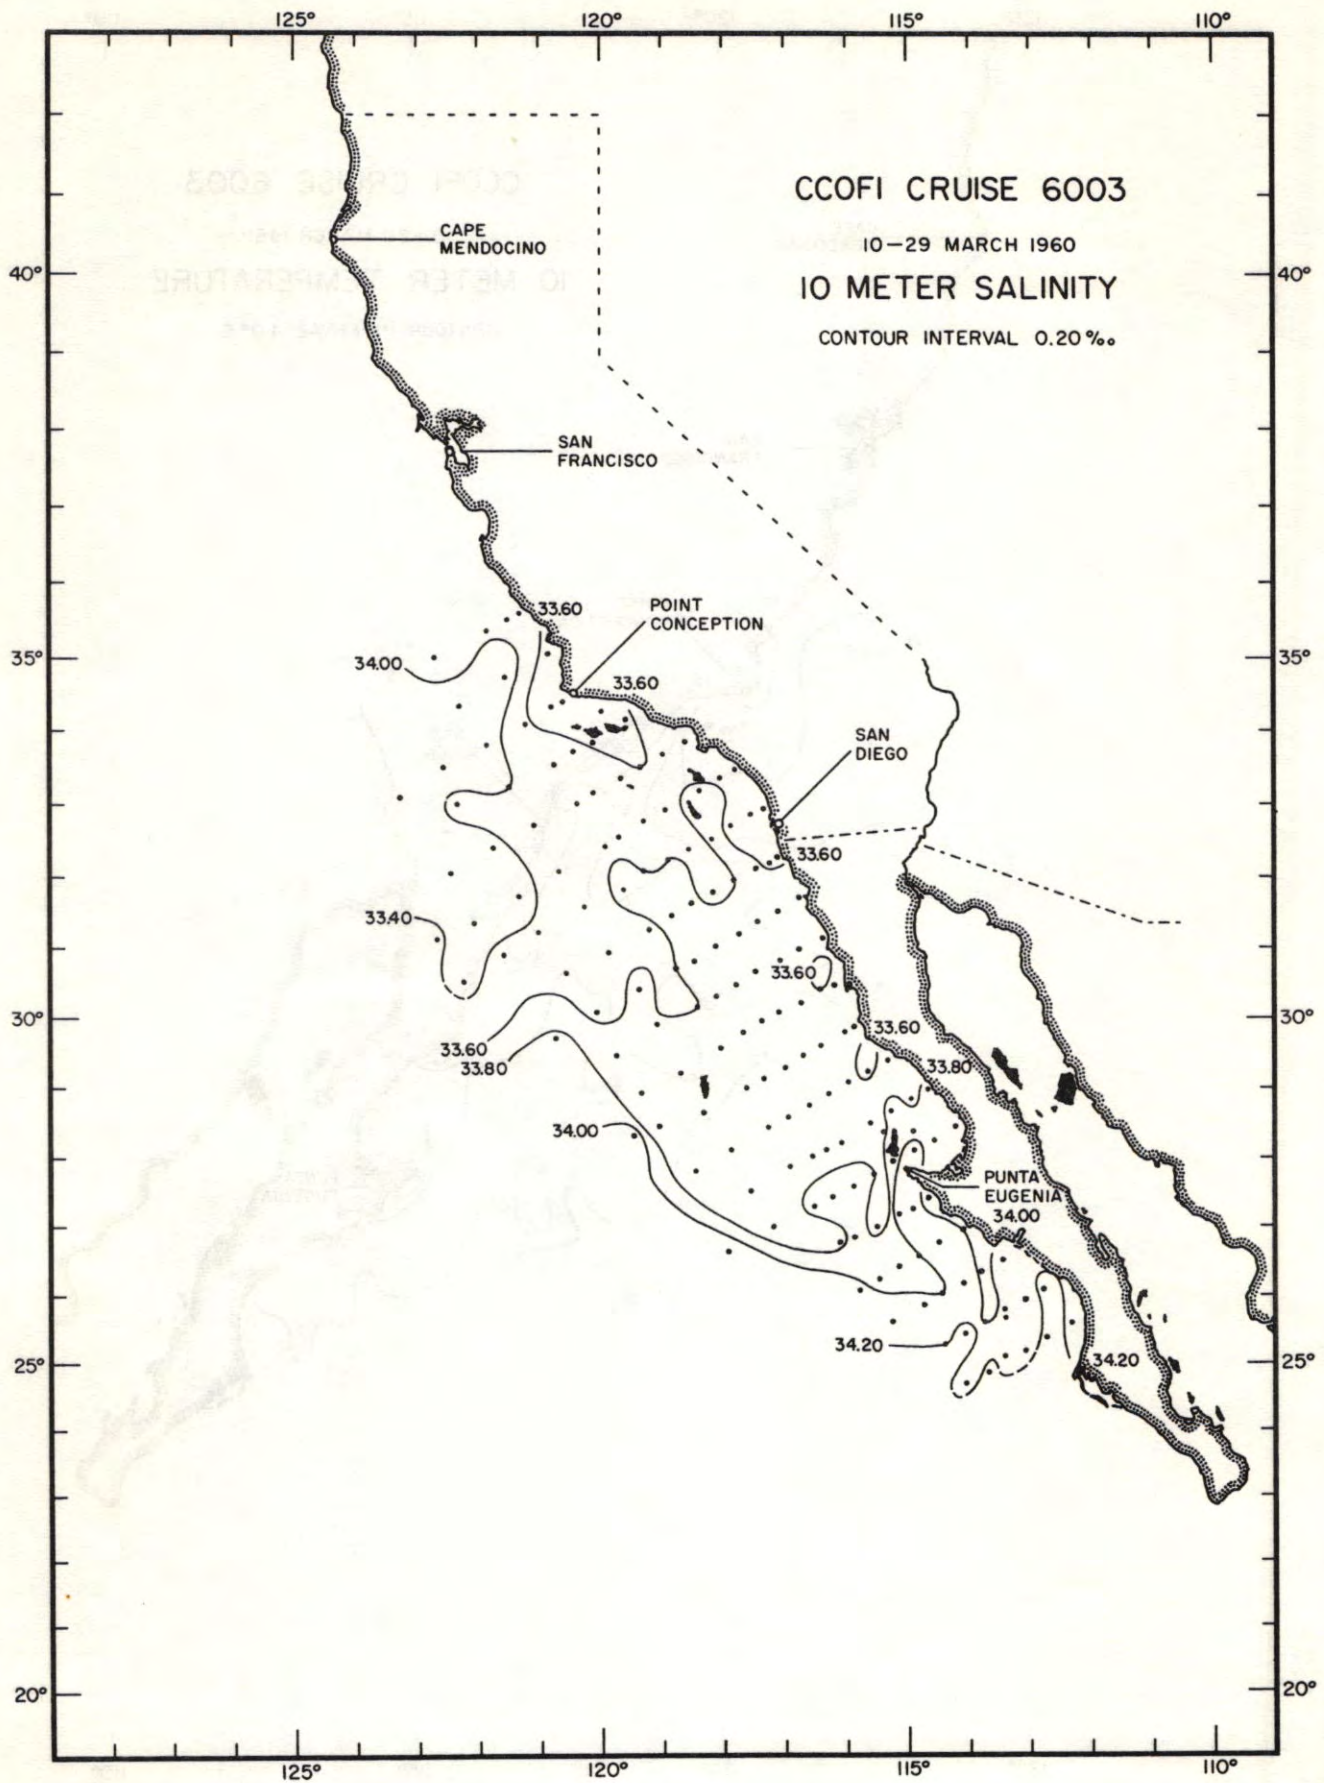 125° 120° 115° 110°
CCOFI CRUISE 6003
10-29 MARCH 1960
10 METER SALINITY
CONTOUR INTERVAL 0.20‰
CAPE
MENDOCINO
40° 40°
SAN
FRANCISCO
33.60
POINT
CONCEPTION
35° 35°
34.00
33.60
SAN
DIEGO
33.60
33.40
33.60
30° 30°
33.60
33.60
33.80
33.80
34.00
PUNTA
EUGENIA
34.00
34.20
34.20
25° 25°
20° 20°
125° 120° 115° 110°